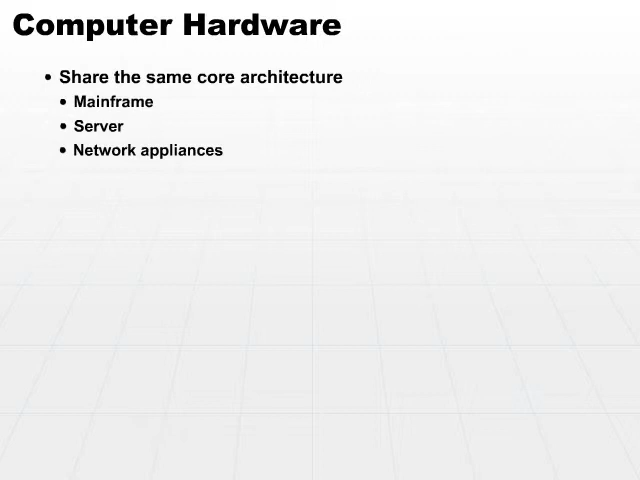 Computer Hardware
• Share the same core architecture
• Mainframe
• Server
• Network appliances